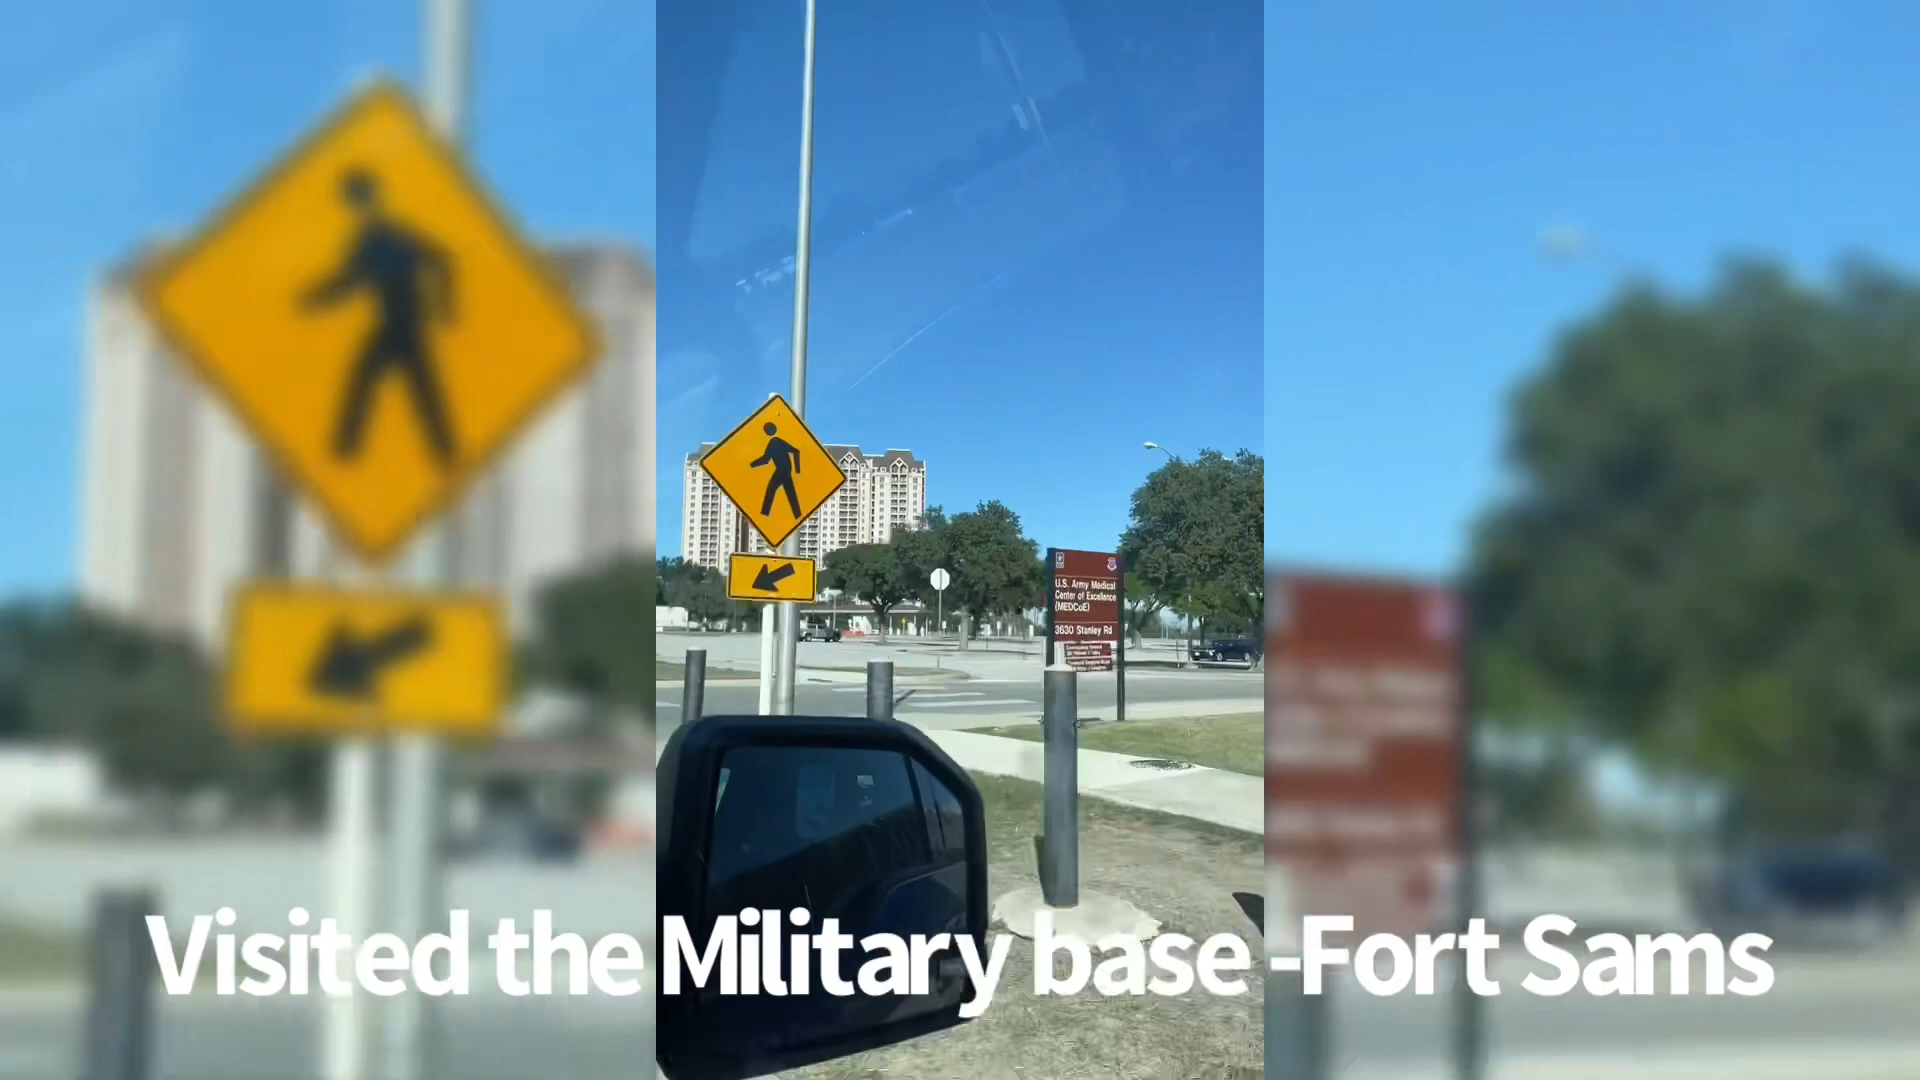 U.S. Army Medical
Center of Excellence
(MEDCoE)
3630 Stanley Rd
Visited the Military base -Fort Sams